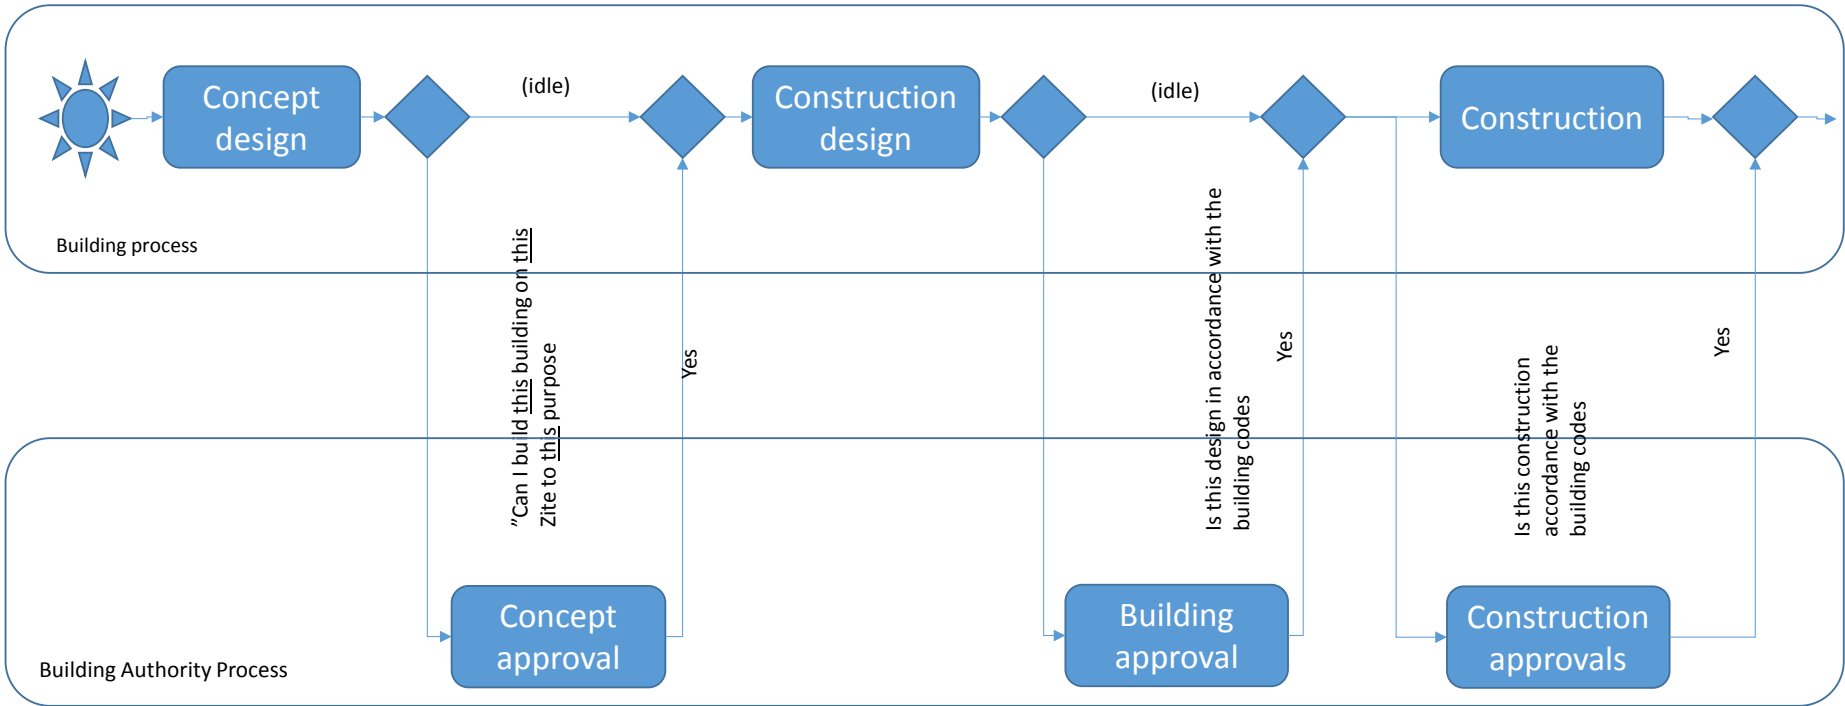 Concept
design
(idle)
Construction
design
(idle)
Construction
Building process
”Can I build this building on this
Zite to this purpose
Yes
Is this design in accordance with the
building codes
Yes
Is this construction
accordance with the
building codes
Yes
Concept
approval
Building
approval
Construction
approvals
Building Authority Process